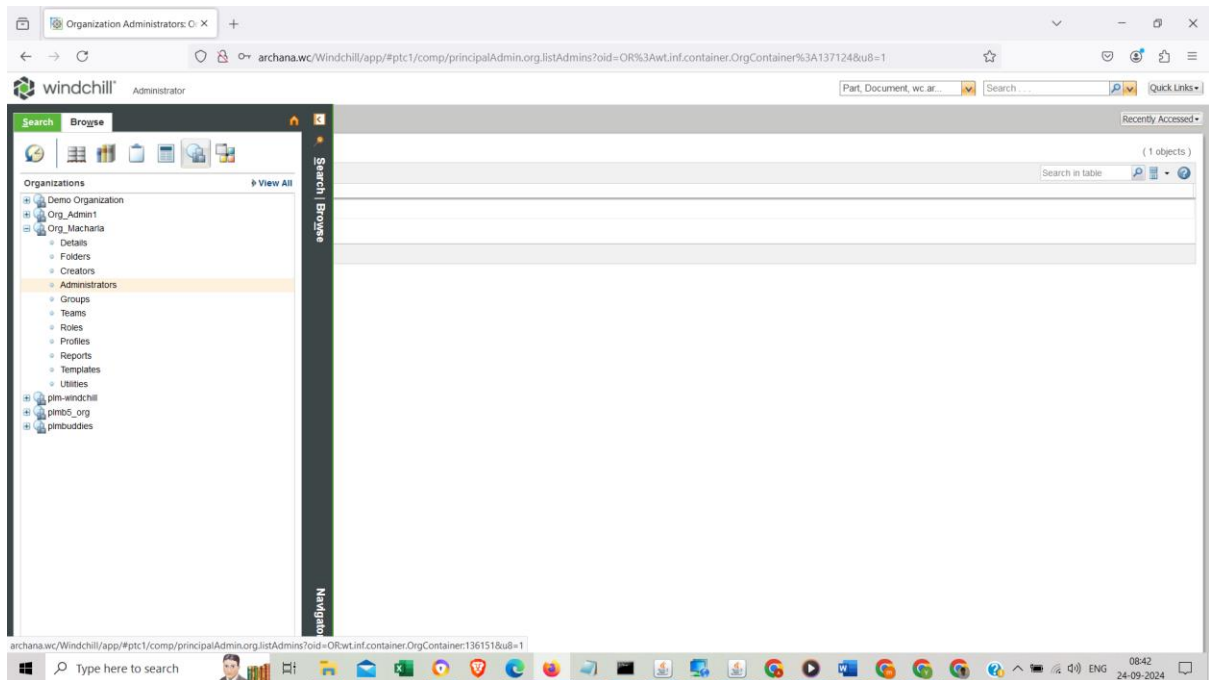 Organization Administrators: O
archana.wc/Windchill/app/#ptc1/comp/principalAdmin.org.listAdmins?oid=OR%3Awt.inf.container.OrgContainer%3A137124&u8=1
windchill Administrator
Part, Document, wc.ar...
Search . . .
Quick Links
Search Browse
Recently Accessed
( 1 objects )
Search in table
Organizations
View All
Demo Organization
Org_Admin1
Org_Macharia
Details
Folders
Creators
Administrators
Groups
Teams
Roles
Profiles
Reports
Templates
Utilities
plm-windchill
plmb5_org
plmbuddies
Search | Browse
Navigato
archana.wc/Windchill/app/#ptc1/comp/principalAdmin.org.listAdmins?oid=OR:wt.inf.container.OrgContainer:136151&u8=1
Type here to search
ENG
08:42
24-09-2024